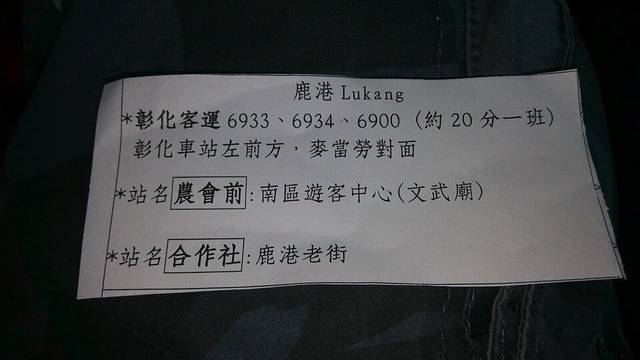 鹿港 Lukang
*彰化客運 6933、6934、6900 (約 20 分一班)
彰化車站左前方，麥當勞對面
*站名農會前:南區遊客中心(文武廟)
*站名合作社:鹿港老街